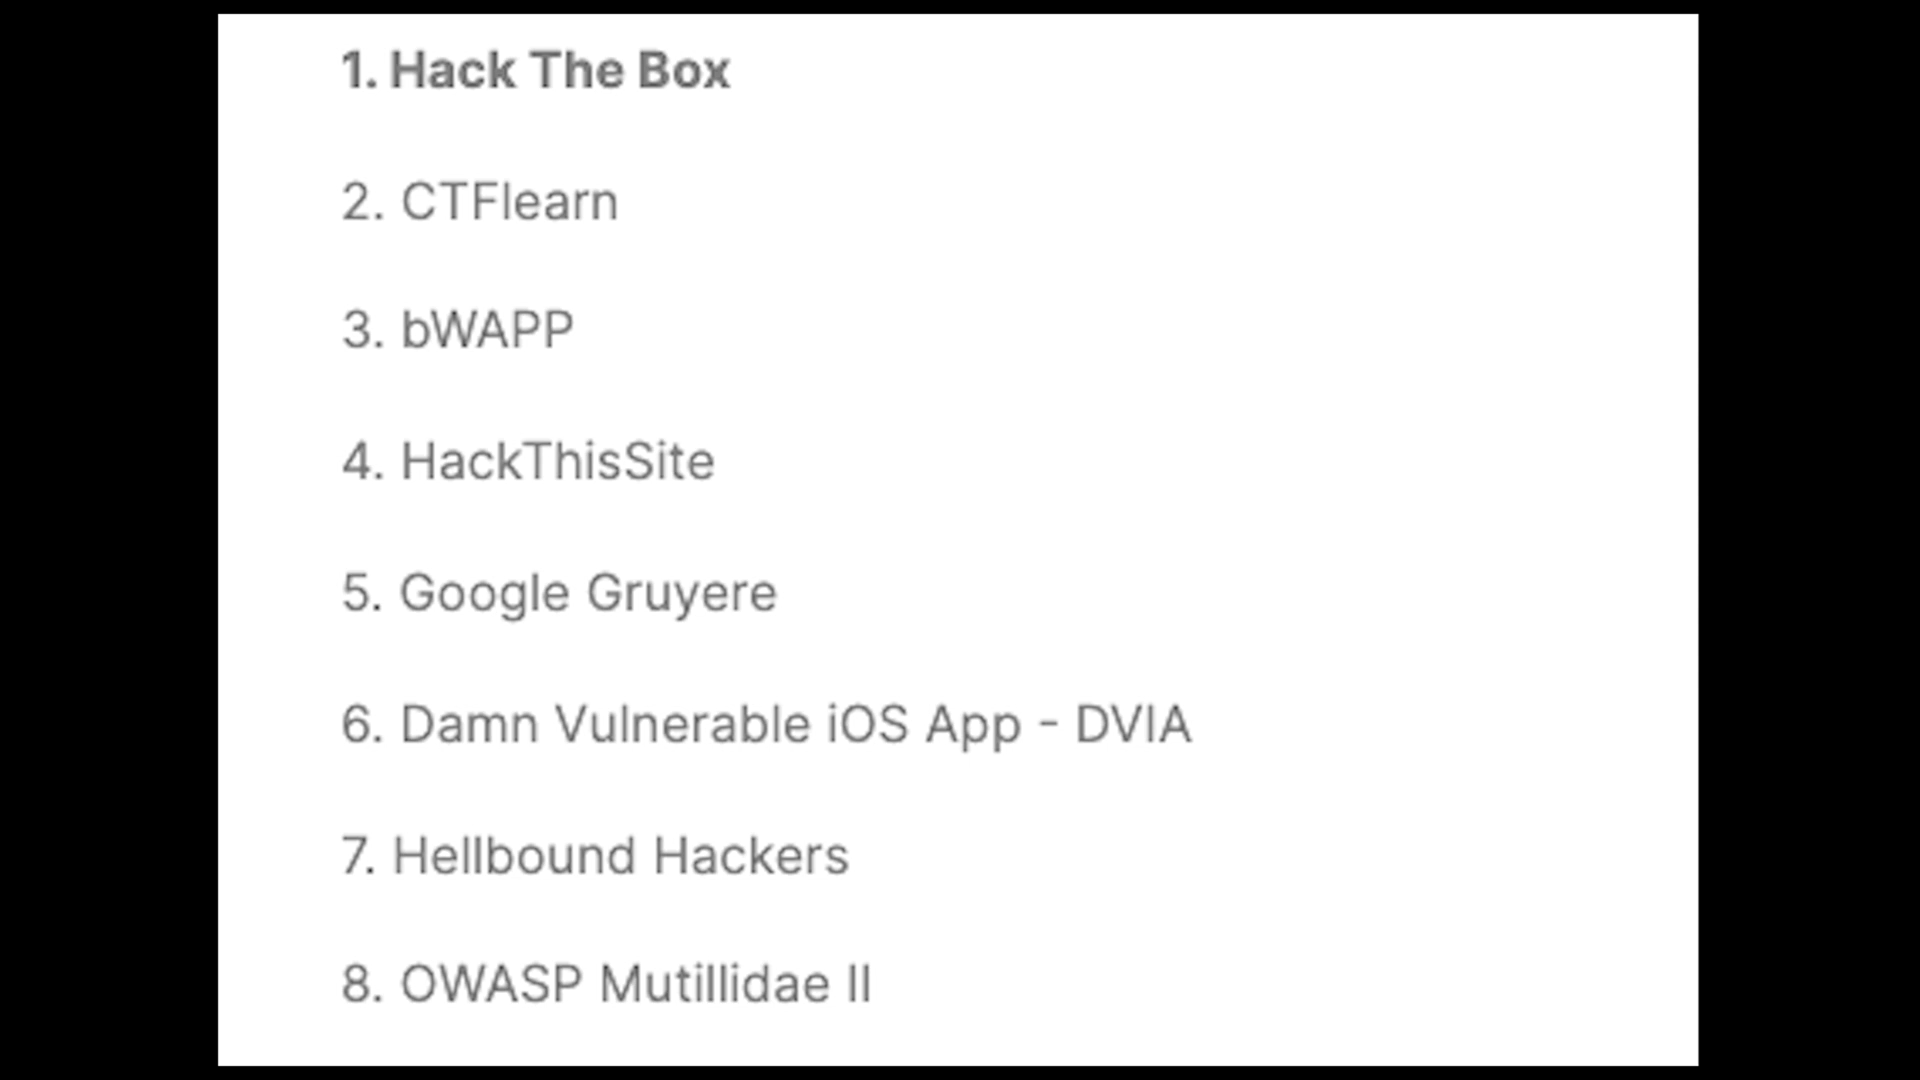 1. Hack The Box
2. CTFlearn
3. bWAPP
4. HackThisSite
5. Google Gruyere
6. Damn Vulnerable iOS App - DVIA
7. Hellbound Hackers
8. OWASP Mutillidae II